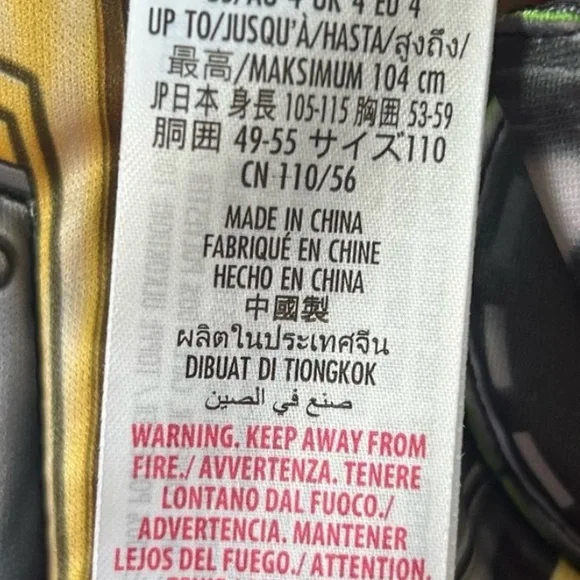 UP TO/JUSQU'À/HASTA/สูงถึง/
最高/MAKSIMUM 104 cm
JP日本 身長 105-115 胸囲 53-59
胴囲 49-55 サイズ110
CN 110/56
MADE IN CHINA
FABRIQUÉ EN CHINE
HECHO EN CHINA
中國製
ผลิตในประเทศจีน
DIBUAT DI TIONGKOK
صنع في الصين
WARNING. KEEP AWAY FROM
FIRE./ AVVERTENZA. TENERE
LONTANO DAL FUOCO./
ADVERTENCIA. MANTENER
LEJOS DEL FUEGO./ ATTENTION.